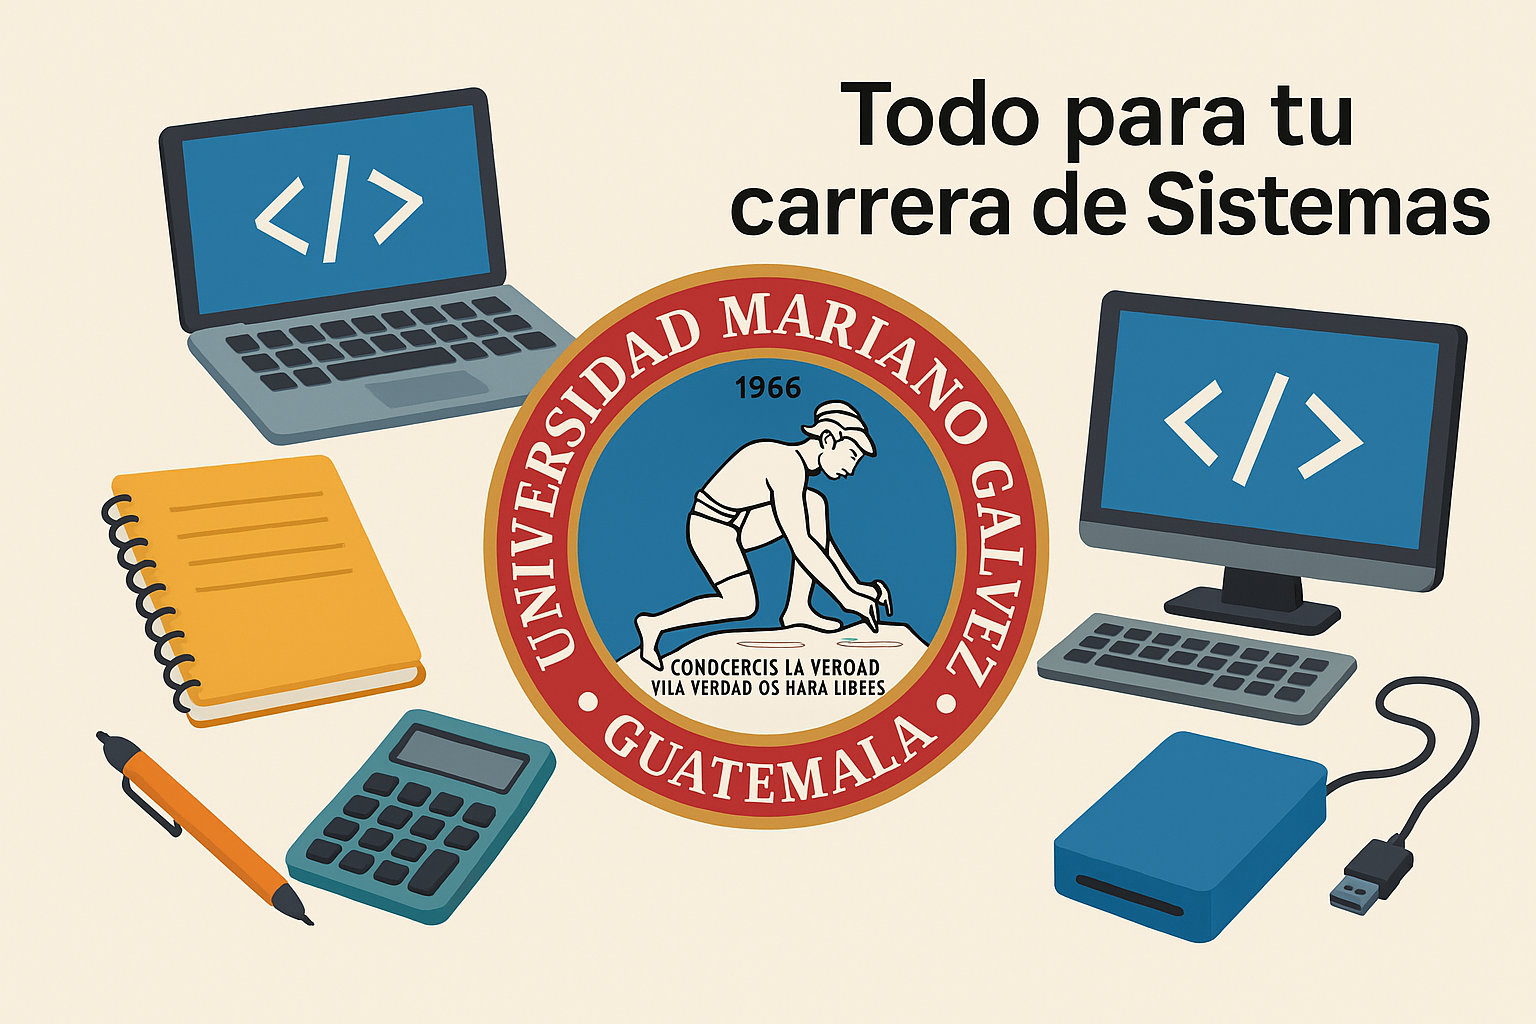 Todo para tu
carrera de Sistemas
</>
</>
UNIVERSIDAD MARIANO GALVEZ
1966
CONDCERCIS LA VEROAD
VILA VERDAD OS HARA LIBEES
• GUATEMALA •